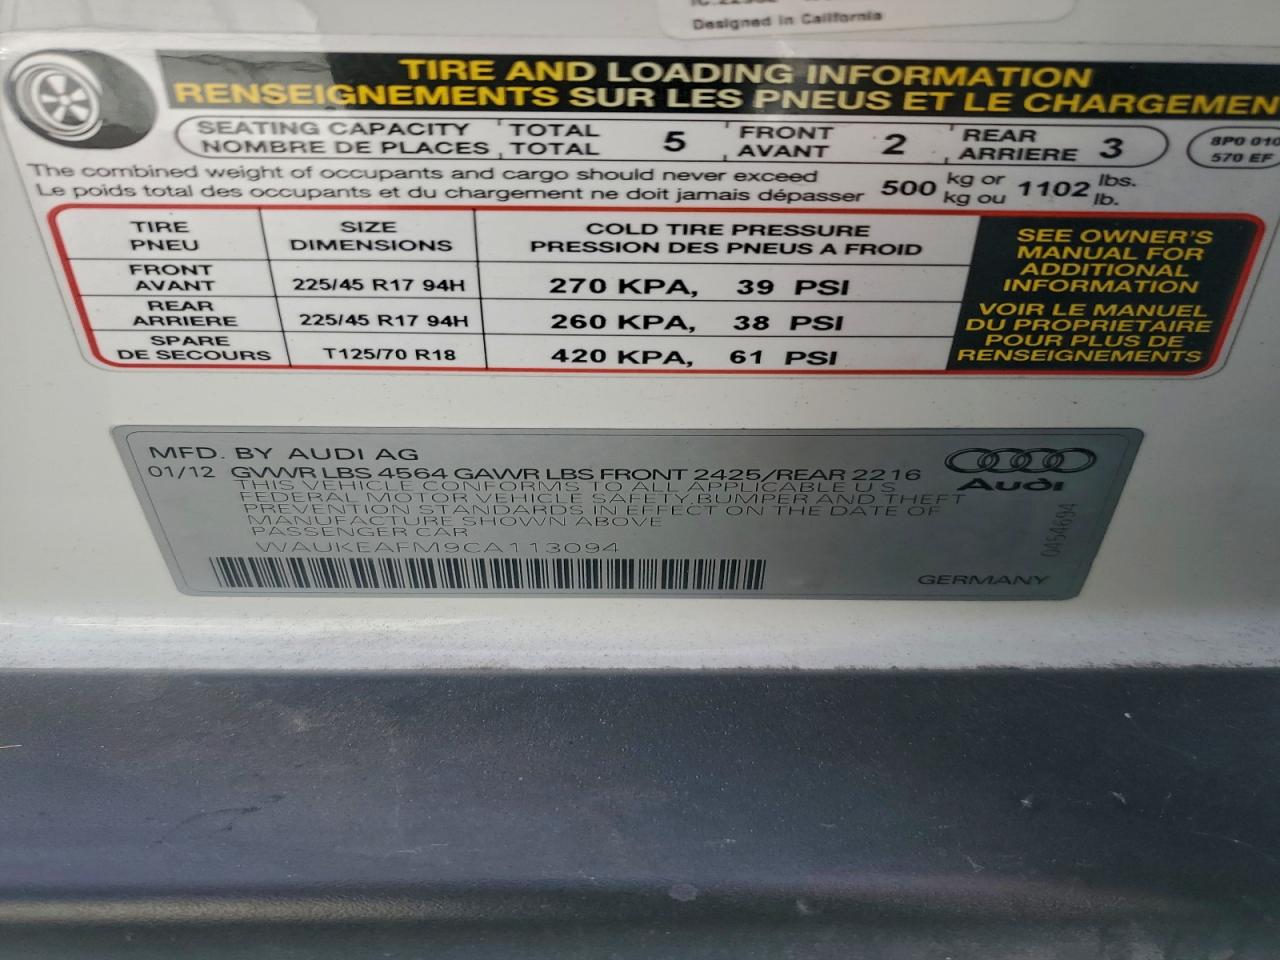 Designed in California
TIRE AND LOADING INFORMATION
RENSEIGNEMENTS SUR LES PNEUS ET LE CHARGEMEN
SEATING CAPACITY TOTAL 5 FRONT 2 REAR 3
NOMBRE DE PLACES TOTAL AVANT ARRIERE
8P0 010
570 EF
The combined weight of occupants and cargo should never exceed 500 kg or 1102 lbs.
Le poids total des occupants et du chargement ne doit jamais dépasser kg ou lb.
TIRE SIZE COLD TIRE PRESSURE
PNEU DIMENSIONS PRESSION DES PNEUS A FROID
FRONT
AVANT 225/45 R17 94H 270 KPA, 39 PSI
REAR
ARRIERE 225/45 R17 94H 260 KPA, 38 PSI
SPARE
DE SECOURS T125/70 R18 420 KPA, 61 PSI
SEE OWNER'S
MANUAL FOR
ADDITIONAL
INFORMATION
VOIR LE MANUEL
DU PROPRIETAIRE
POUR PLUS DE
RENSEIGNEMENTS
MFD. BY AUDI AG
01/12 GVWR LBS 4564 GAWR LBS FRONT 2425/REAR 2216
THIS VEHICLE CONFORMS TO ALL APPLICABLE U.S.
FEDERAL MOTOR VEHICLE SAFETY,BUMPER AND THEFT
PREVENTION STANDARDS IN EFFECT ON THE DATE OF
MANUFACTURE SHOWN ABOVE
PASSENGER CAR
WAUKEAFM9CA113094
Audi
0454694
GERMANY